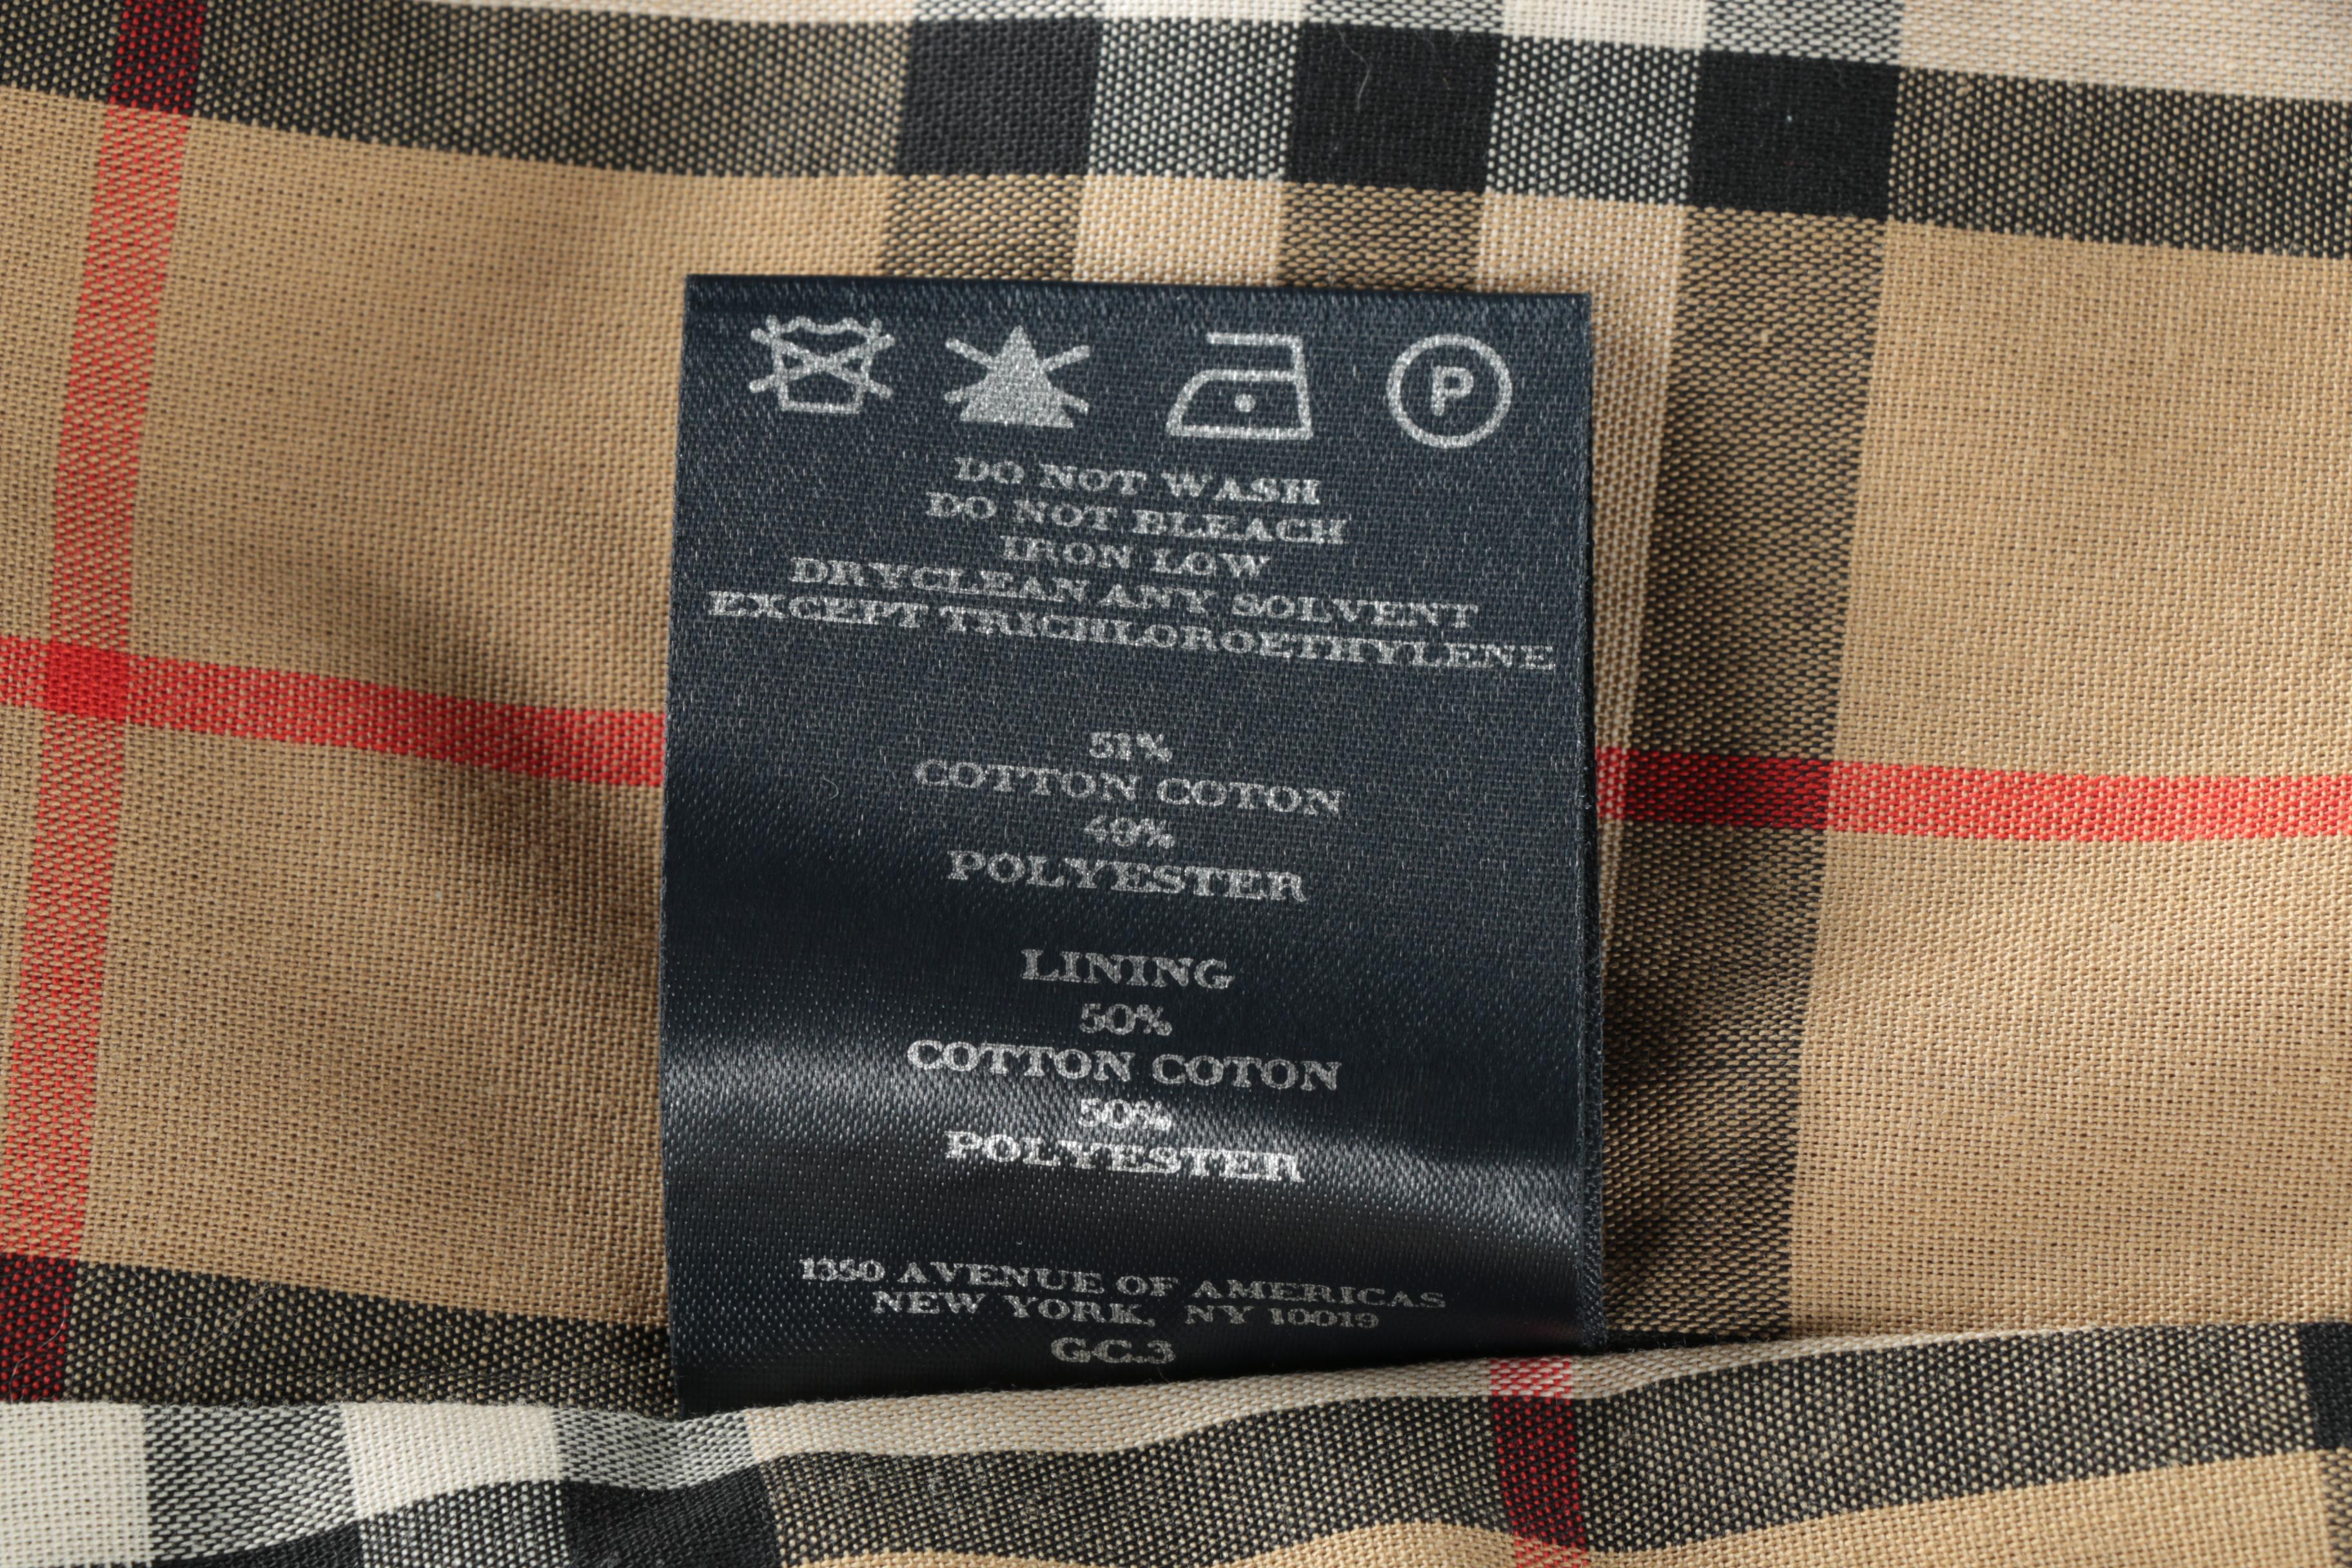 P
DO NOT WASH
DO NOT BLEACH
IRON LOW
DRYCLEAN ANY SOLVENT
EXCEPT TRICHLOROETHYLENE
51%
COTTON COTON
49%
POLYESTER
LINING
50%
COTTON COTON
50%
POLYESTER
1350 AVENUE OF AMERICAS
NEW YORK, NY 10019
GC.3